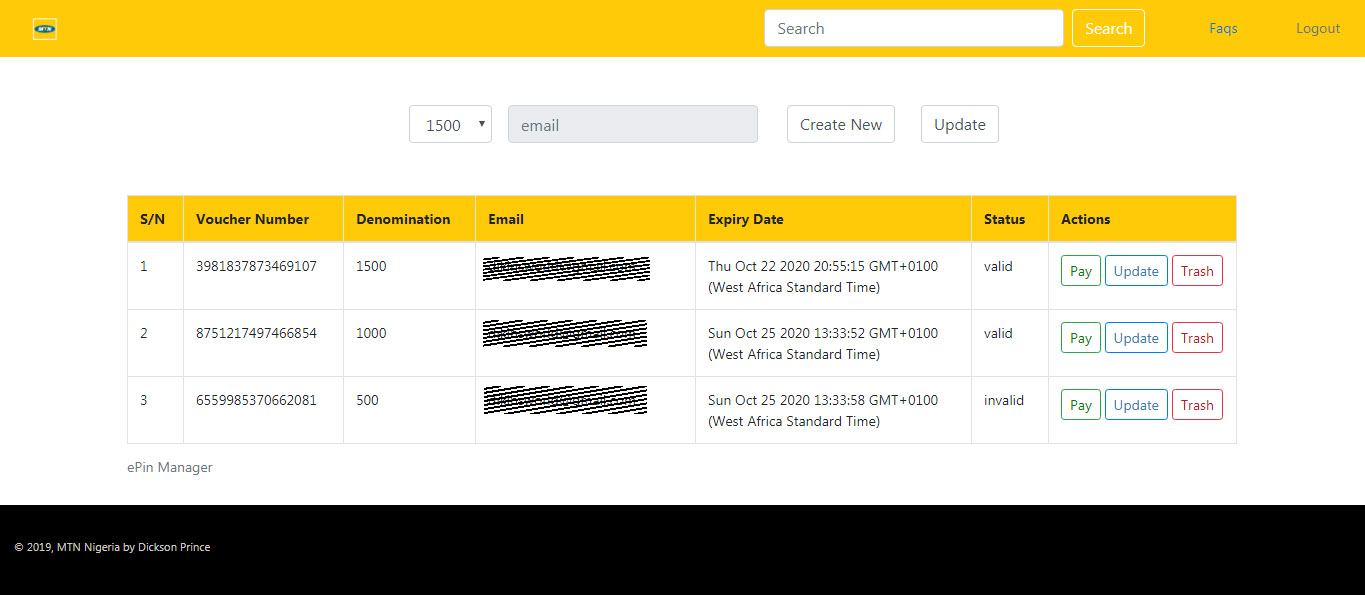 MTN
Search
Search
Faqs
Logout
1500
email
Create New
Update
S/N
Voucher Number
Denomination
Email
Expiry Date
Status
Actions
1
3981837873469107
1500
Thu Oct 22 2020 20:55:15 GMT+0100
(West Africa Standard Time)
valid
Pay
Update
Trash
2
8751217497466854
1000
Sun Oct 25 2020 13:33:52 GMT+0100
(West Africa Standard Time)
valid
Pay
Update
Trash
3
6559985370662081
500
Sun Oct 25 2020 13:33:58 GMT+0100
(West Africa Standard Time)
invalid
Pay
Update
Trash
ePin Manager
© 2019, MTN Nigeria by Dickson Prince